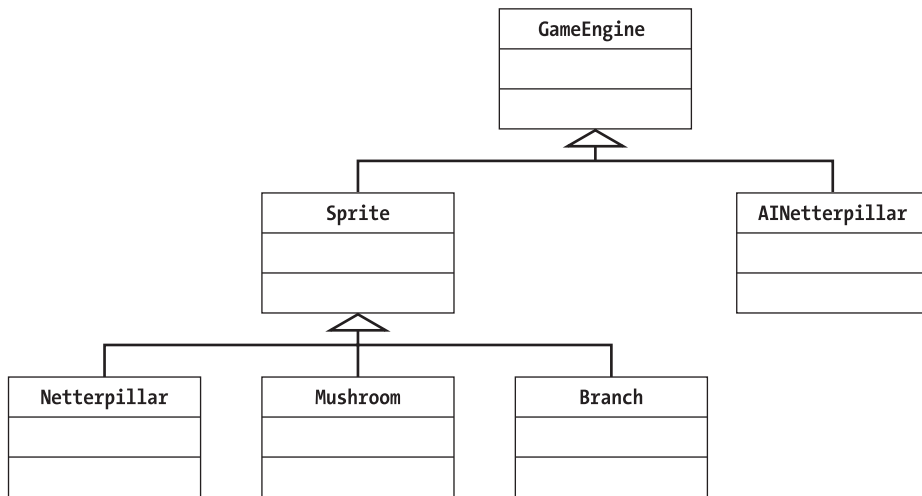 GameEngine
Sprite
AINetterpillar
Netterpillar
Mushroom
Branch